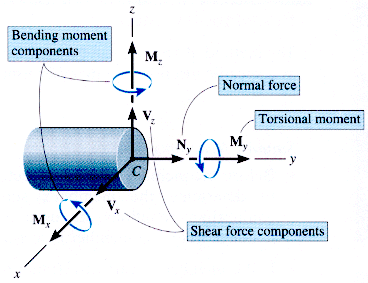 z
Bending moment
components
M_z
Normal force
V_z
Torsional moment
N_y
M_y
y
C
V_x
M_x
Shear force components
x